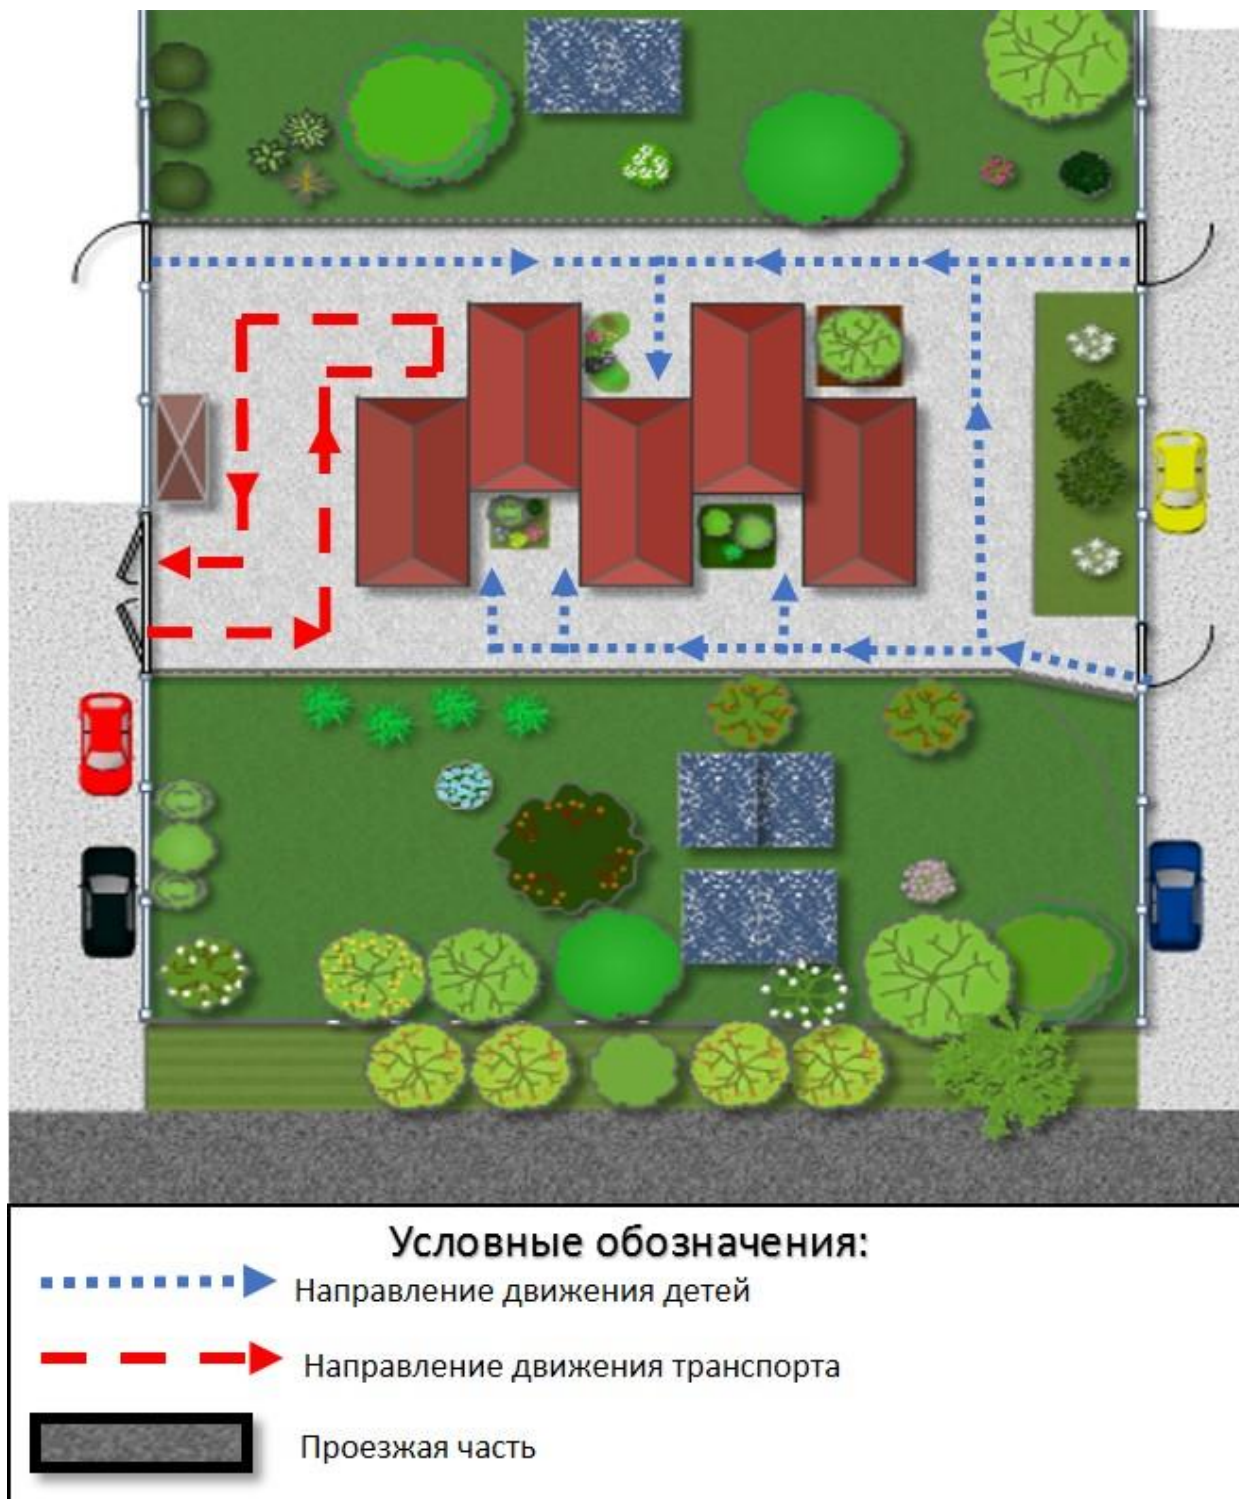 Условные обозначения:
Направление движения детей
Направление движения транспорта
Проезжая часть